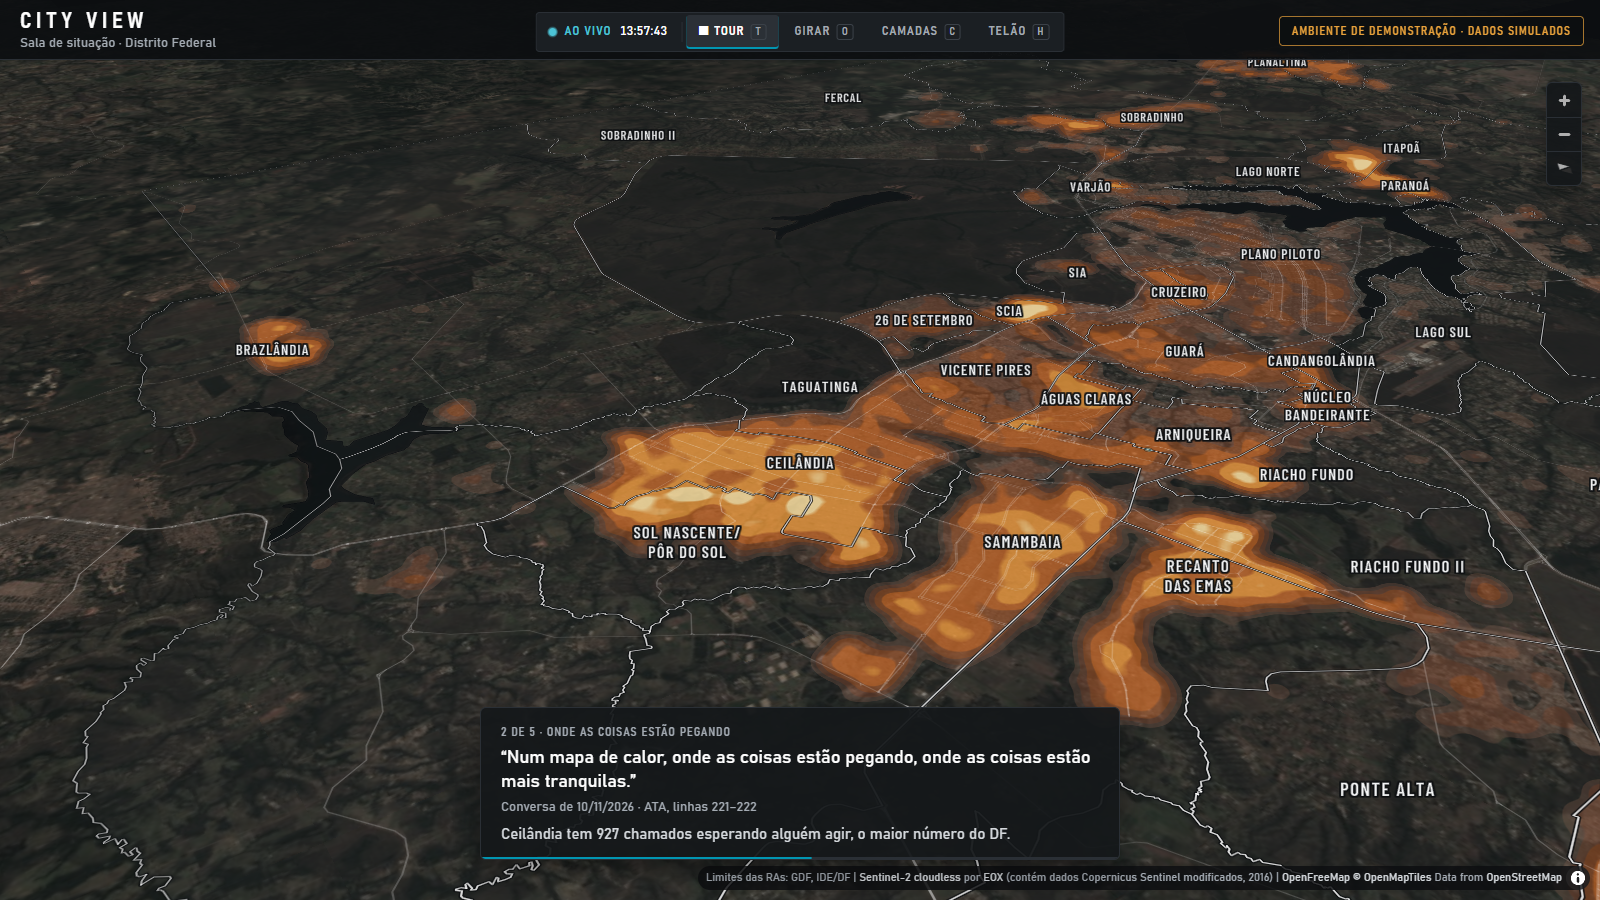 CITY VIEW
Sala de situação · Distrito Federal
AO VIVO 13:57:43 TOUR T GIRAR O CAMADAS C TELÃO H
AMBIENTE DE DEMONSTRAÇÃO · DADOS SIMULADOS
PLANALTINA
FERCAL
SOBRADINHO
SOBRADINHO II
ITAPOÃ
LAGO NORTE
VARJÃO
PARANOÁ
PLANO PILOTO
SIA
CRUZEIRO
SCIA
26 DE SETEMBRO
LAGO SUL
BRAZLÂNDIA
GUARÁ
CANDANGOLÂNDIA
VICENTE PIRES
TAGUATINGA
ÁGUAS CLARAS
NÚCLEO
BANDEIRANTE
ARNIQUEIRA
CEILÂNDIA
RIACHO FUNDO
SOL NASCENTE/
PÔR DO SOL
SAMAMBAIA
RECANTO
DAS EMAS
RIACHO FUNDO II
PONTE ALTA
2 DE 5 · ONDE AS COISAS ESTÃO PEGANDO
“Num mapa de calor, onde as coisas estão pegando, onde as coisas estão
mais tranquilas.”
Conversa de 10/11/2026 · ATA, linhas 221–222
Ceilândia tem 927 chamados esperando alguém agir, o maior número do DF.
Limites das RAs: GDF, IDE/DF | Sentinel-2 cloudless por EOX (contém dados Copernicus Sentinel modificados, 2016) | OpenFreeMap © OpenMapTiles Data from OpenStreetMap